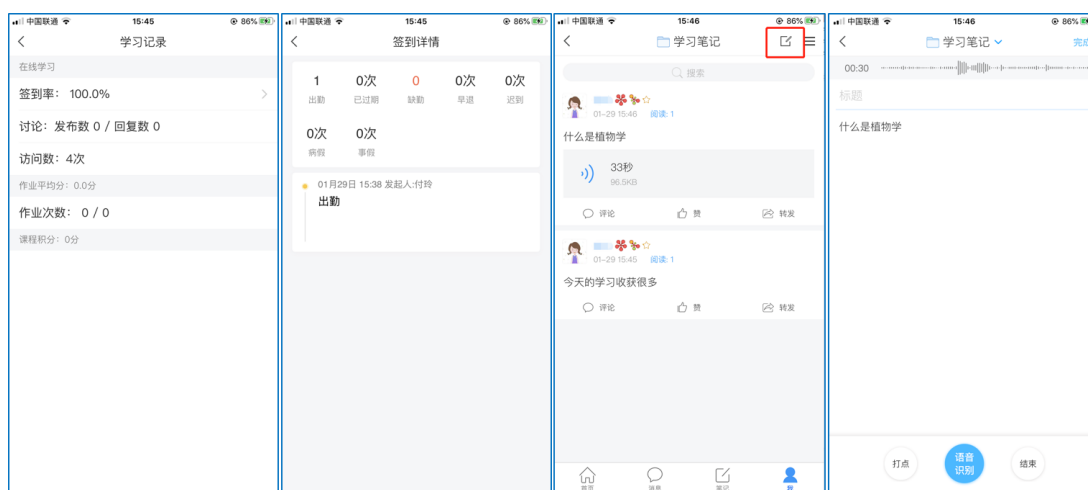 中国联通 15:45 86%
学习记录
在线学习
签到率: 100.0%
讨论: 发布数 0 / 回复数 0
访问数: 4次
作业平均分: 0.0分
作业次数: 0 / 0
课程积分: 0分
中国联通 15:45 86%
签到详情
1 0次 0 0次 0次
出勤 已过期 缺勤 早退 迟到
0次 0次
病假 事假
01月29日 15:38 发起人:付玲
出勤
中国联通 15:46 86%
学习笔记
搜索
01-29 15:46 阅读: 1
什么是植物学
33秒
96.5KB
评论 赞 转发
01-29 15:45 阅读: 1
今天的学习收获很多
评论 赞 转发
首页 消息 笔记 我
中国联通 15:46 86%
学习笔记 完成
00:30
标题
什么是植物学
打点 语音 结束
识别